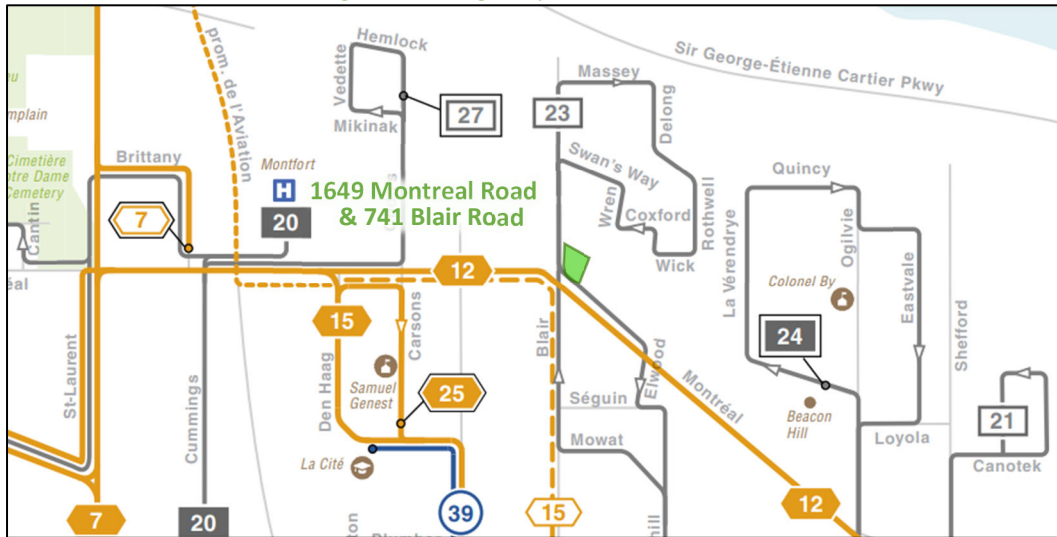 Hemlock
Vedette
Mikinak
27
prom. de l'Aviation
Sir George-Étienne Cartier Pkwy
Massey
23
Delong
Swan's Way
Wren
Coxford
Rothwell
Wick
Quincy
Ogilvie
La Vérendrye
Eastvale
Shefford
Colonel By
24
Beacon
Hill
Loyola
21
Canotek
Cimetière
Notre Dame
Cemetery
Brittany
Montfort
H
1649 Montreal Road
& 741 Blair Road
7
20
Cantin
12
15
Carsons
Den Haag
Samuel
Genest
25
La Cité
St-Laurent
Cummings
Blair
Elwood
Séguin
Mowat
Montréal
7
20
39
15
12